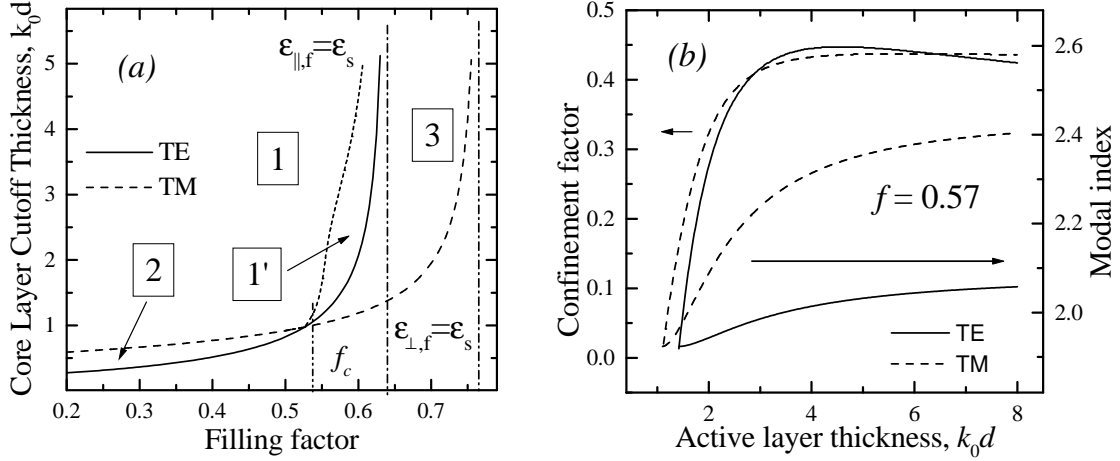 (a)
ε∥,f=εs
TE
TM
1
2
1'
3
ε⊥,f=εs
fc
5
4
3
2
1
0.2 0.3 0.4 0.5 0.6 0.7
Core Layer Cutoff Thickness, k0d
Filling factor
(b)
f = 0.57
TE
TM
0.5
0.4
0.3
0.2
0.1
0.0
2.6
2.4
2.2
2.0
2 4 6 8
Confinement factor
Modal index
Active layer thickness, k0d